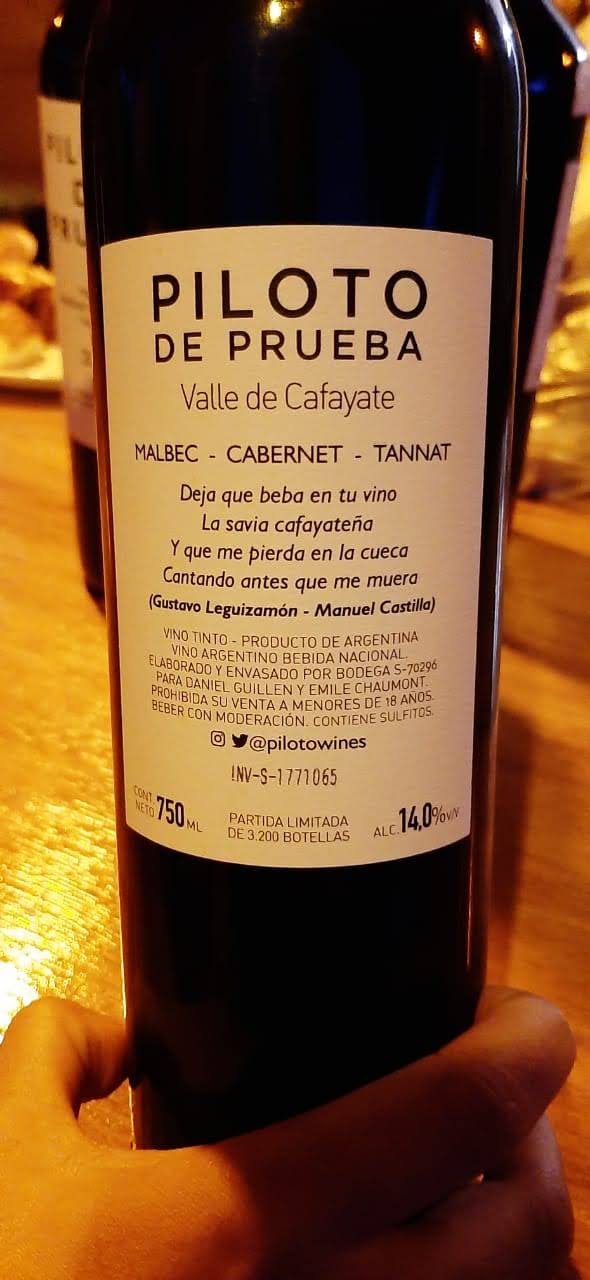 PILOTO
DE PRUEBA
Valle de Cafayate
MALBEC - CABERNET - TANNAT
Deja que beba en tu vino
La savia cafayateña
Y que me pierda en la cueca
Cantando antes que me muera
(Gustavo Leguizamón - Manuel Castilla)
VINO TINTO - PRODUCTO DE ARGENTINA
VINO ARGENTINO BEBIDA NACIONAL.
ELABORADO Y ENVASADO POR BODEGA S-70296
PARA DANIEL GUILLEN Y EMILE CHAUMONT.
PROHIBIDA SU VENTA A MENORES DE 18 AÑOS.
BEBER CON MODERACIÓN. CONTIENE SULFITOS.
@pilotowines
INV-S-1771065
CONT. NETO 750 ML
PARTIDA LIMITADA
DE 3.200 BOTELLAS
ALC. 14,0% V/V